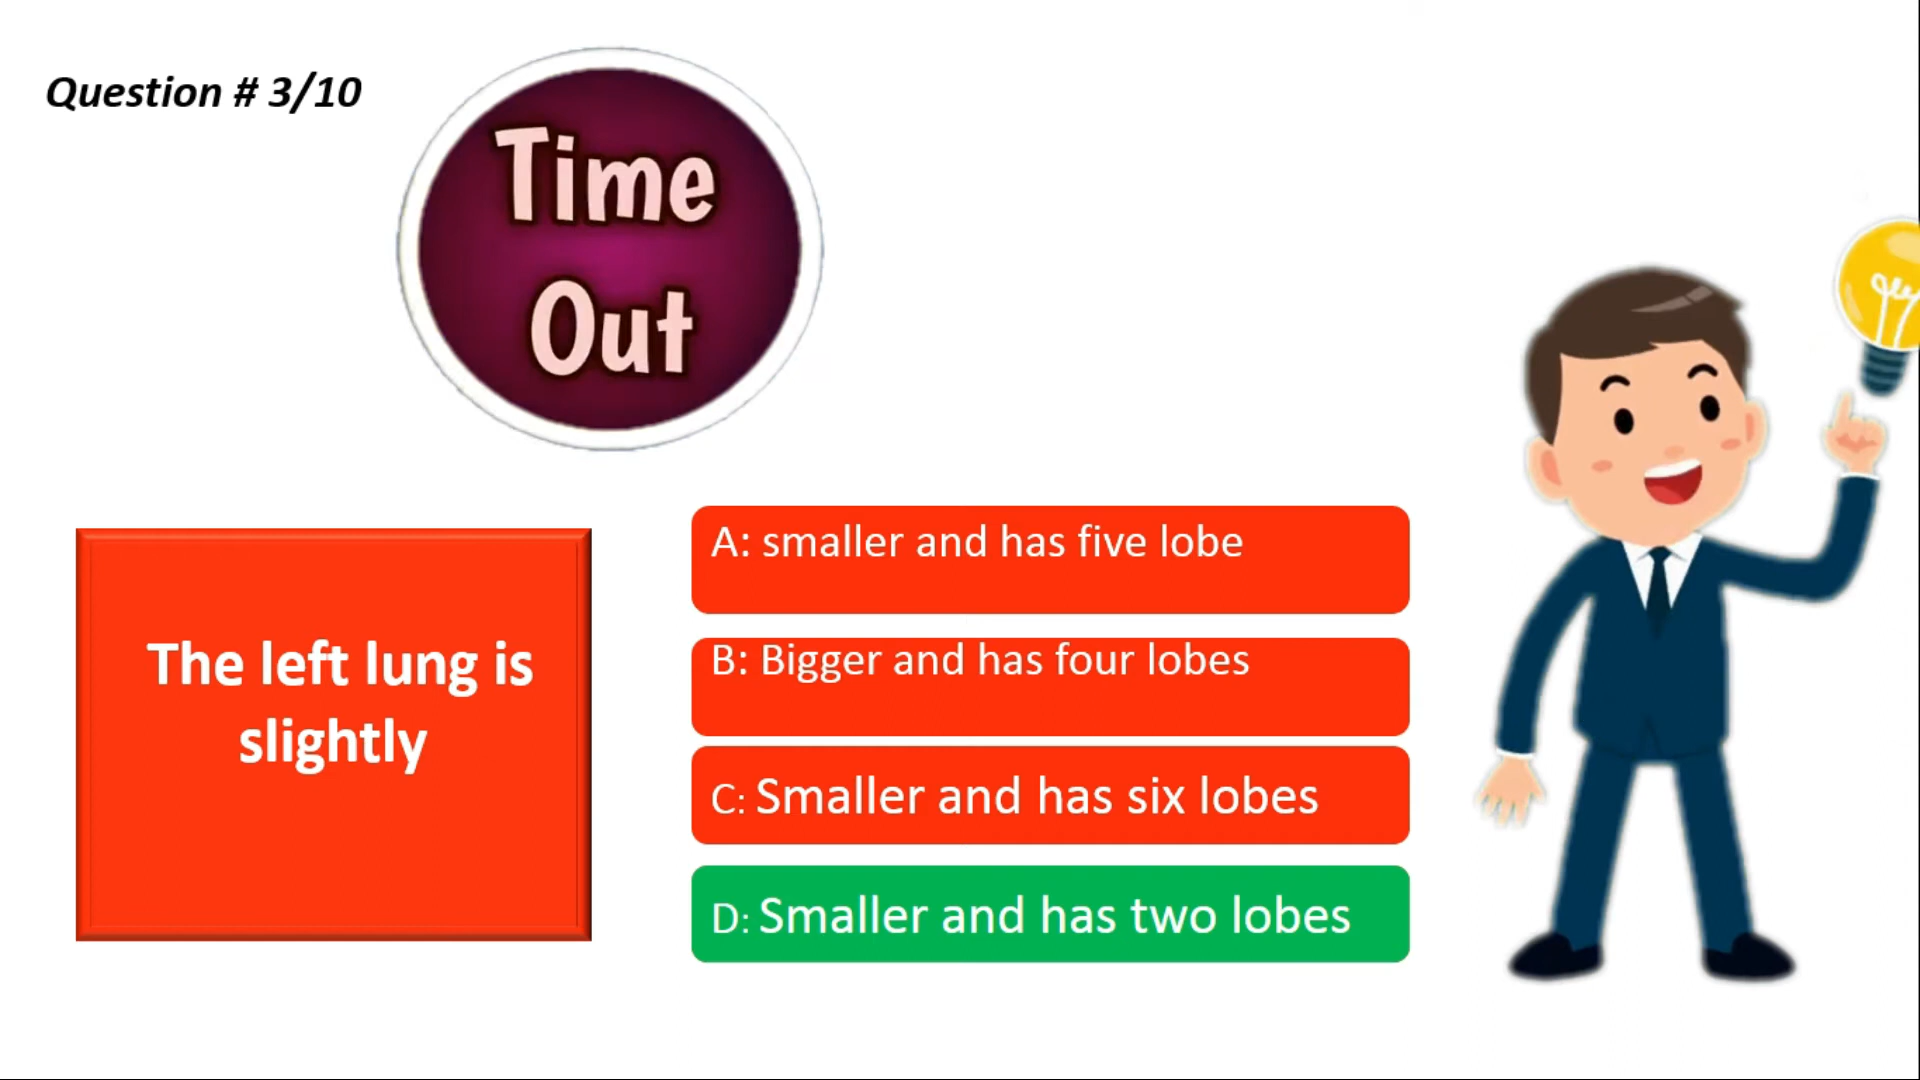 Question # 3/10
Time
Out
The left lung is
slightly
A: smaller and has five lobe
B: Bigger and has four lobes
C: Smaller and has six lobes
D: Smaller and has two lobes